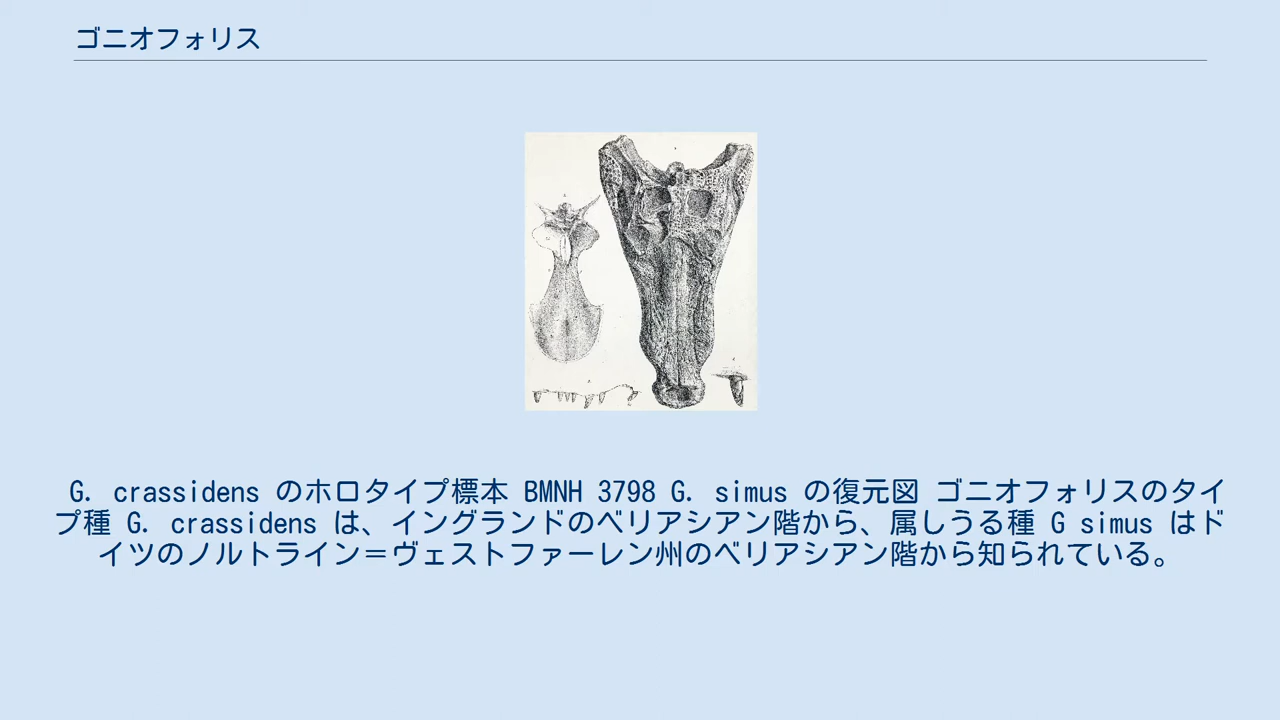 ゴニオフォリス
G. crassidens のホロタイプ標本 BMNH 3798 G. simus の復元図 ゴニオフォリスのタイ
プ種 G. crassidens は、イングランドのベリアシアン階から、属しうる種 G simus はド
イツのノルトライン＝ヴェストファーレン州のベリアシアン階から知られている。